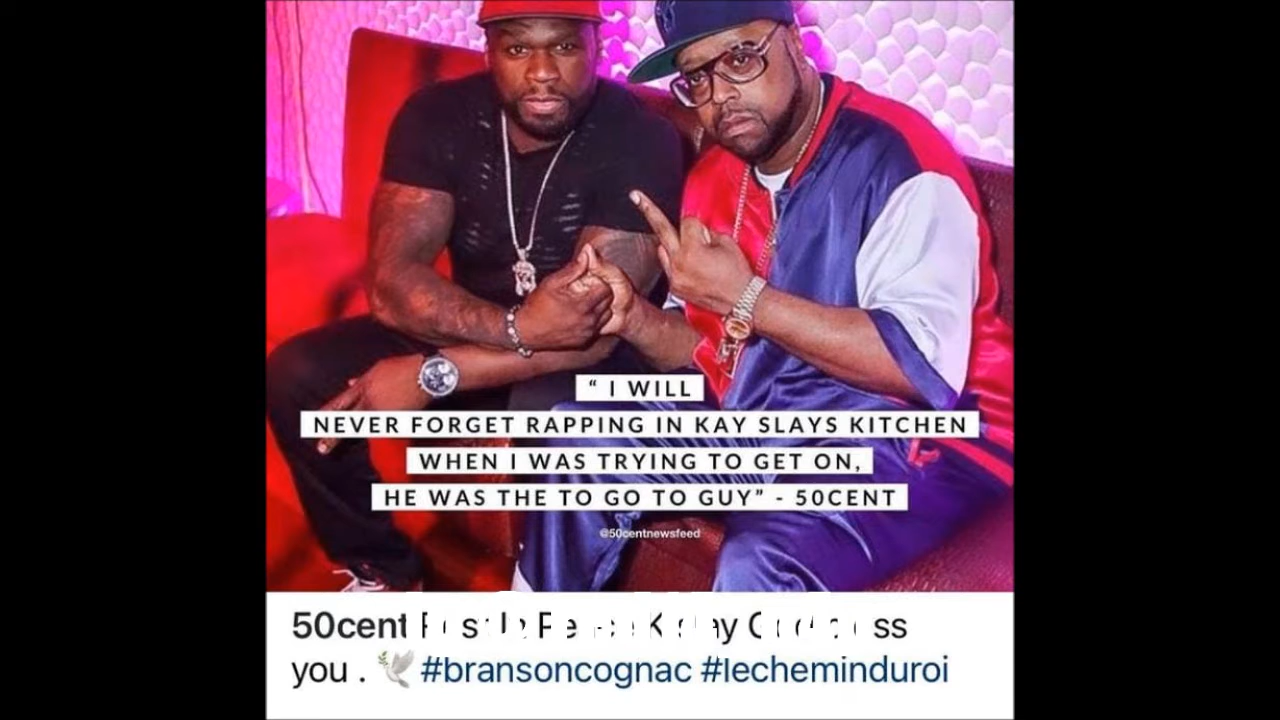 “ I WILL
NEVER FORGET RAPPING IN KAY SLAYS KITCHEN
WHEN I WAS TRYING TO GET ON,
HE WAS THE TO GO TO GUY” - 50CENT
@50centnewsfeed
50cent
you . 🕊 #bransoncognac #lecheminduroi